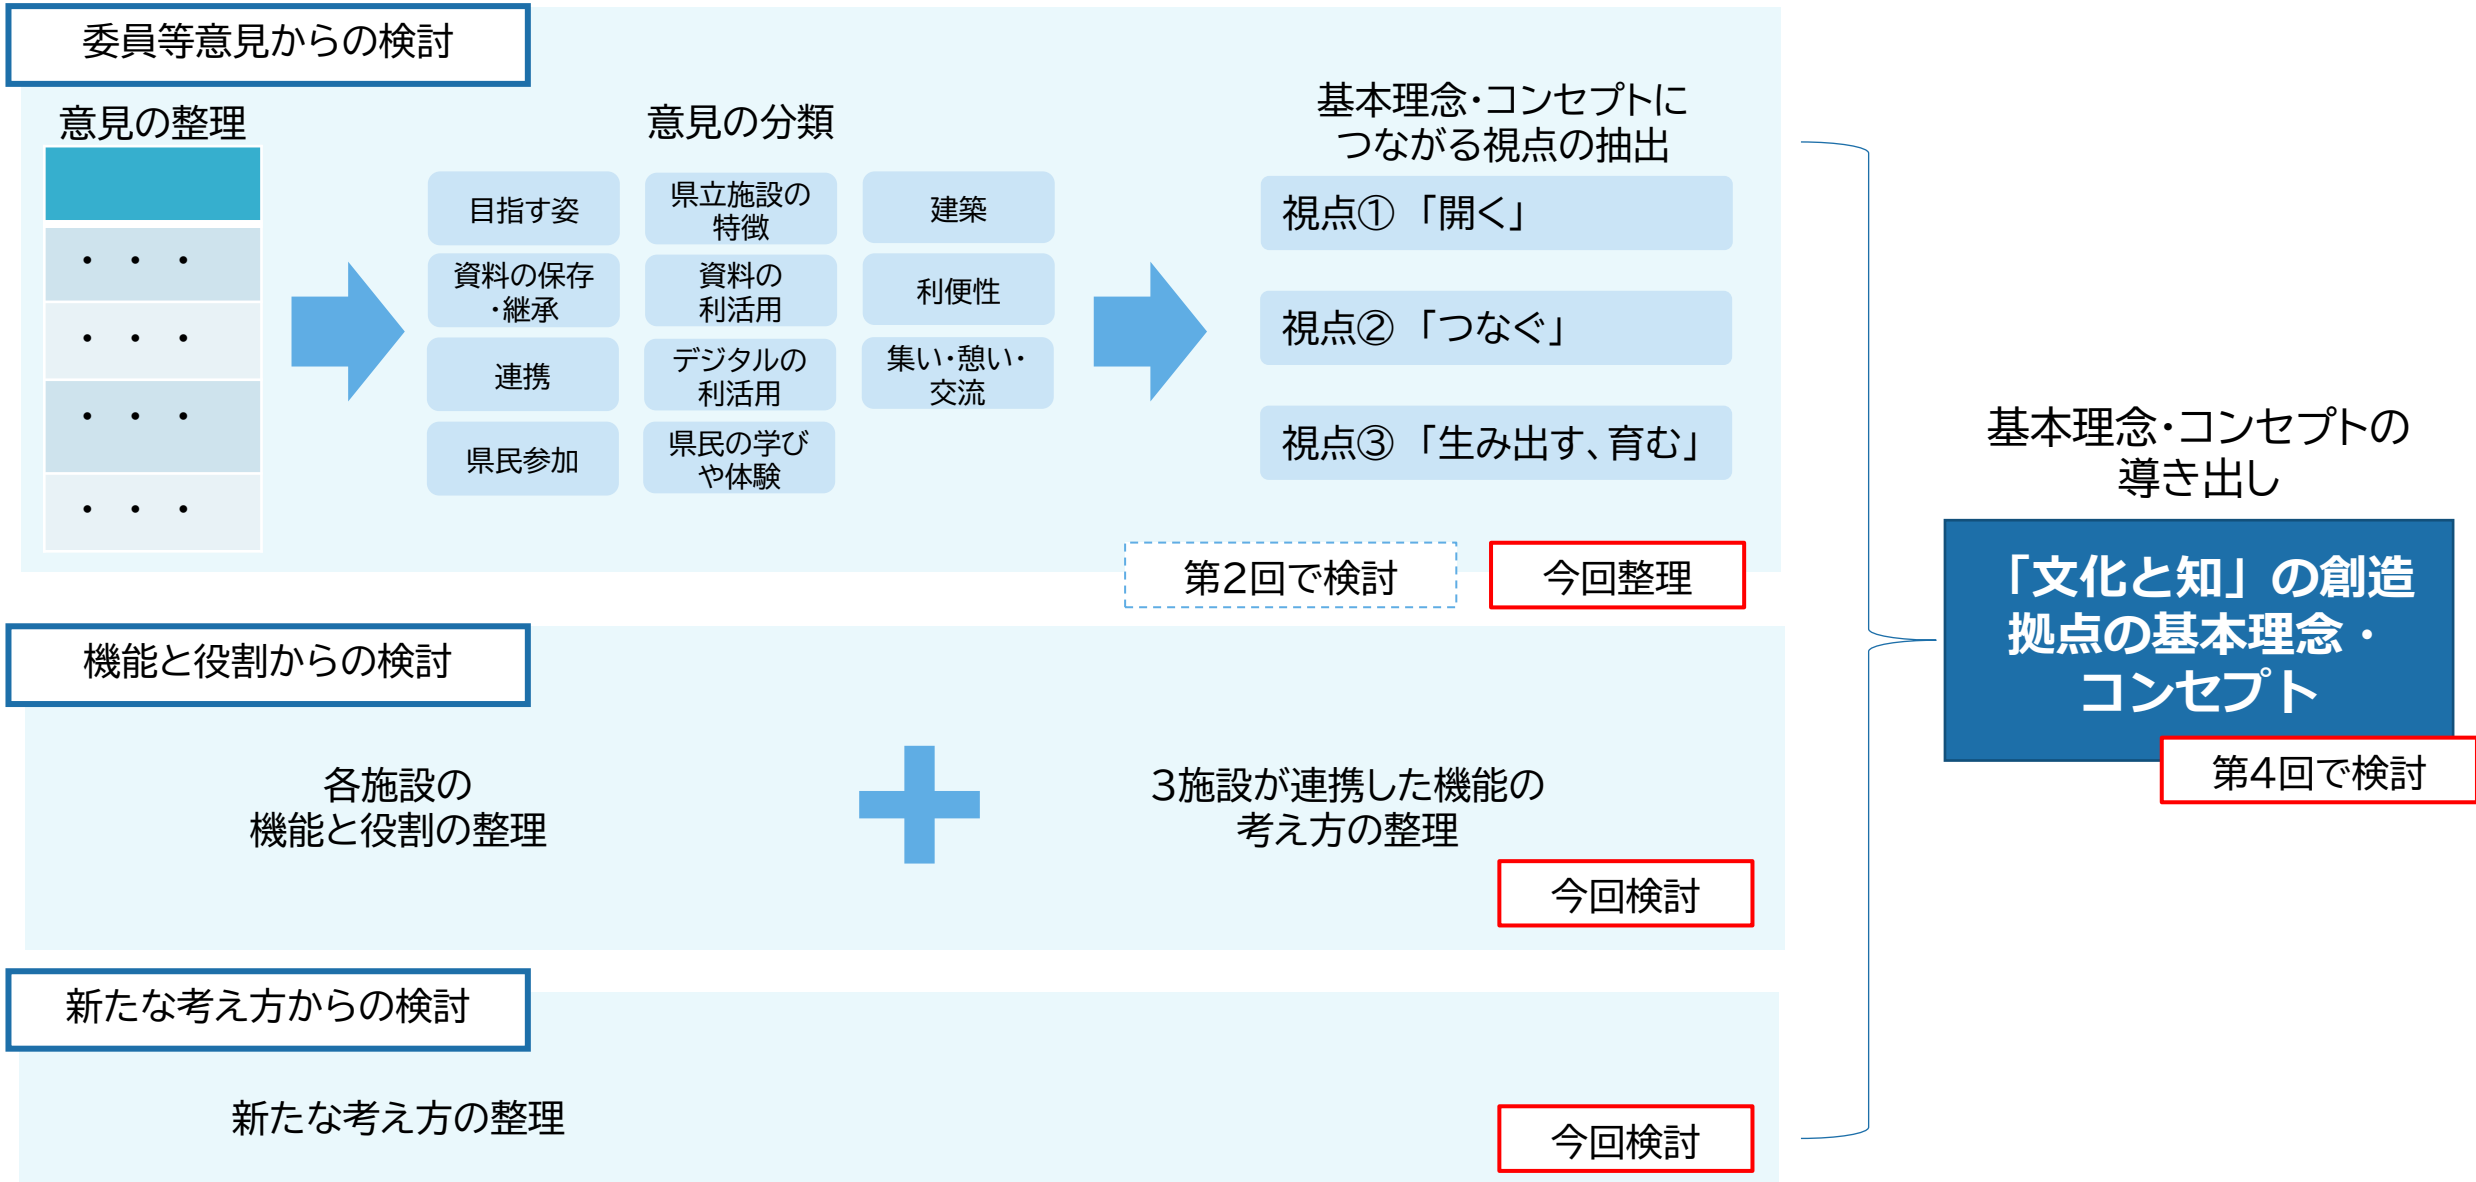 委員等意見からの検討
意見の整理
・・・
・・・
・・・
・・・
意見の分類
目指す姿
県立施設の
特徴
建築
資料の保存
・継承
資料の
利活用
利便性
連携
デジタルの
利活用
集い・憩い・
交流
県民参加
県民の学び
や体験
基本理念・コンセプトに
つながる視点の抽出
視点①「開く」
視点②「つなぐ」
視点③「生み出す、育む」
第2回で検討
今回整理
機能と役割からの検討
各施設の
機能と役割の整理
3施設が連携した機能の
考え方の整理
今回検討
新たな考え方からの検討
新たな考え方の整理
今回検討
基本理念・コンセプトの
導き出し
「文化と知」の創造
拠点の基本理念・
コンセプト
第4回で検討